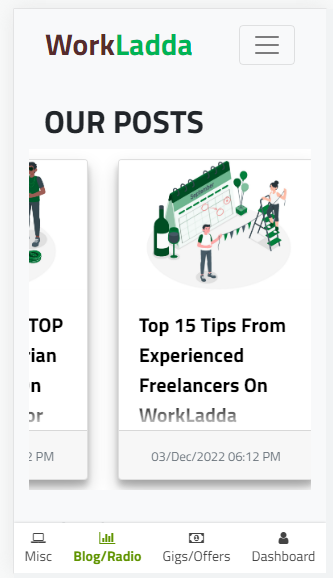 WorkLadda
OUR POSTS
September
TOP
rian
n
or
2 PM
Top 15 Tips From
Experienced
Freelancers On
WorkLadda
03/Dec/2022 06:12 PM
Misc
Blog/Radio
Gigs/Offers
Dashboard